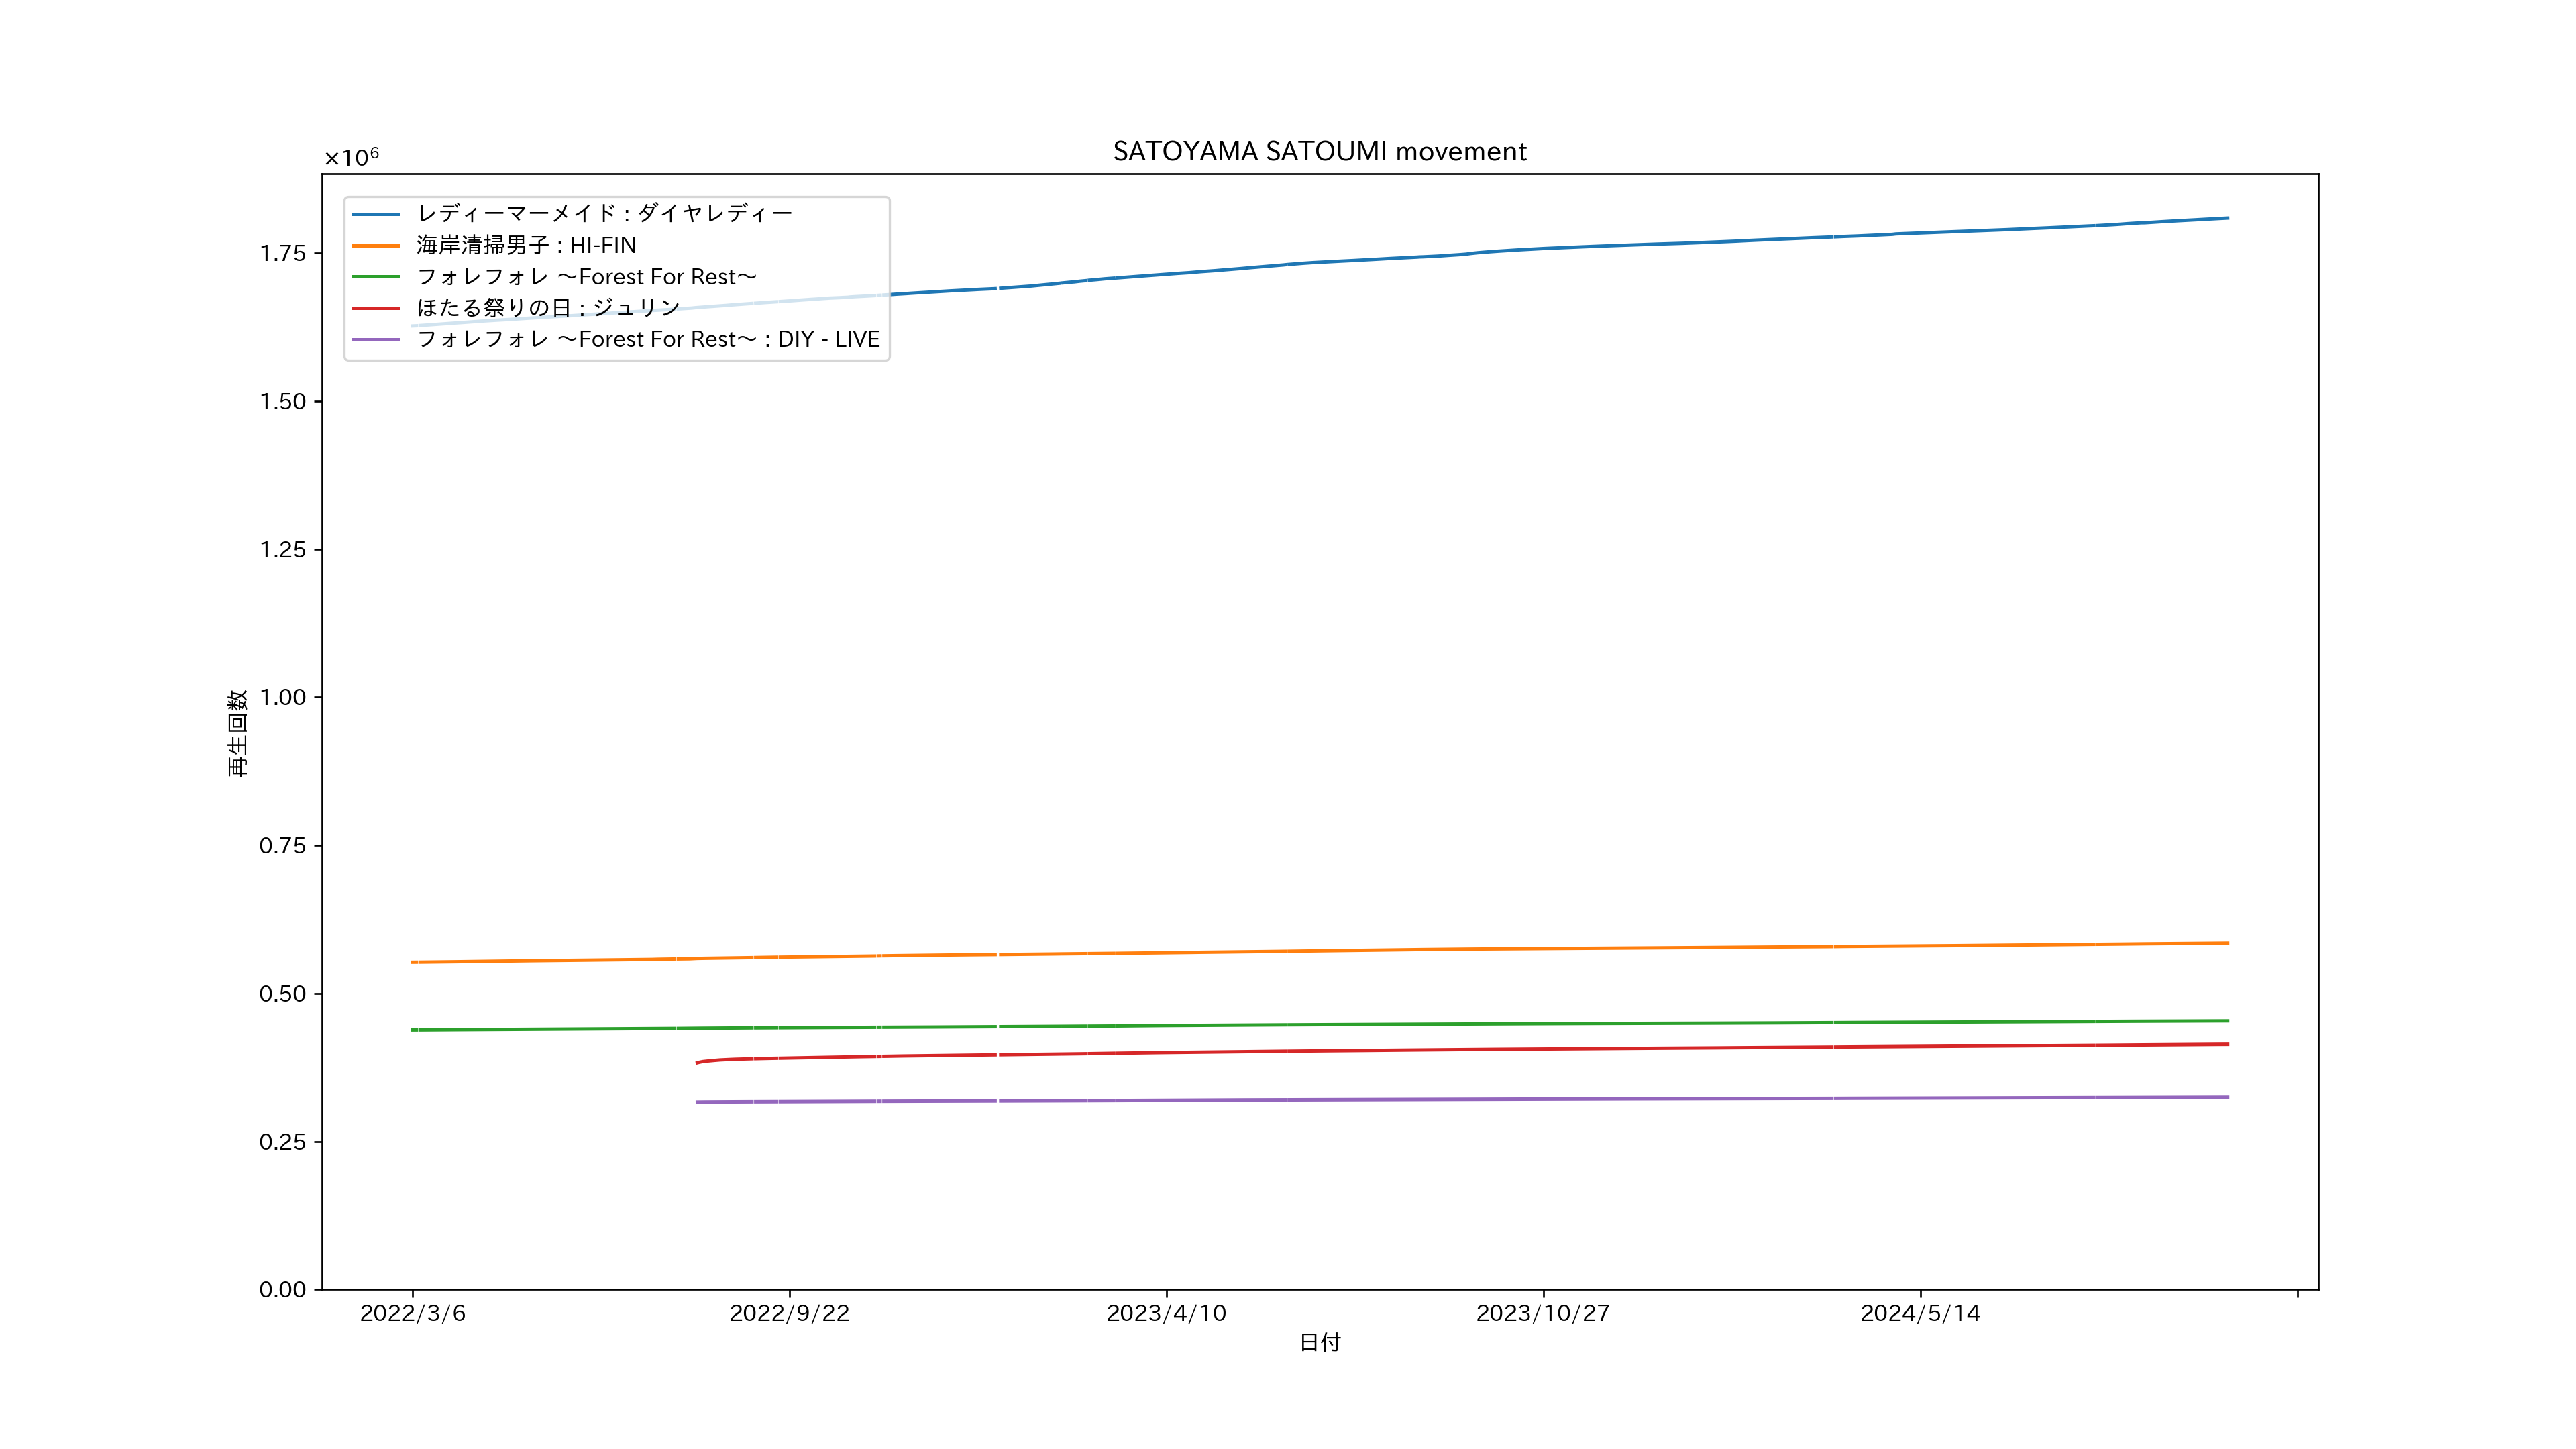 SATOYAMA SATOUMI movement
×10⁶
レディーマーメイド : ダイヤレディー
海岸清掃男子 : HI-FIN
フォレフォレ 〜Forest For Rest〜
ほたる祭りの日 : ジュリン
フォレフォレ 〜Forest For Rest〜 : DIY - LIVE
1.75
1.50
1.25
1.00
0.75
0.50
0.25
0.00
再生回数
2022/3/6 2022/9/22 2023/4/10 2023/10/27 2024/5/14
日付